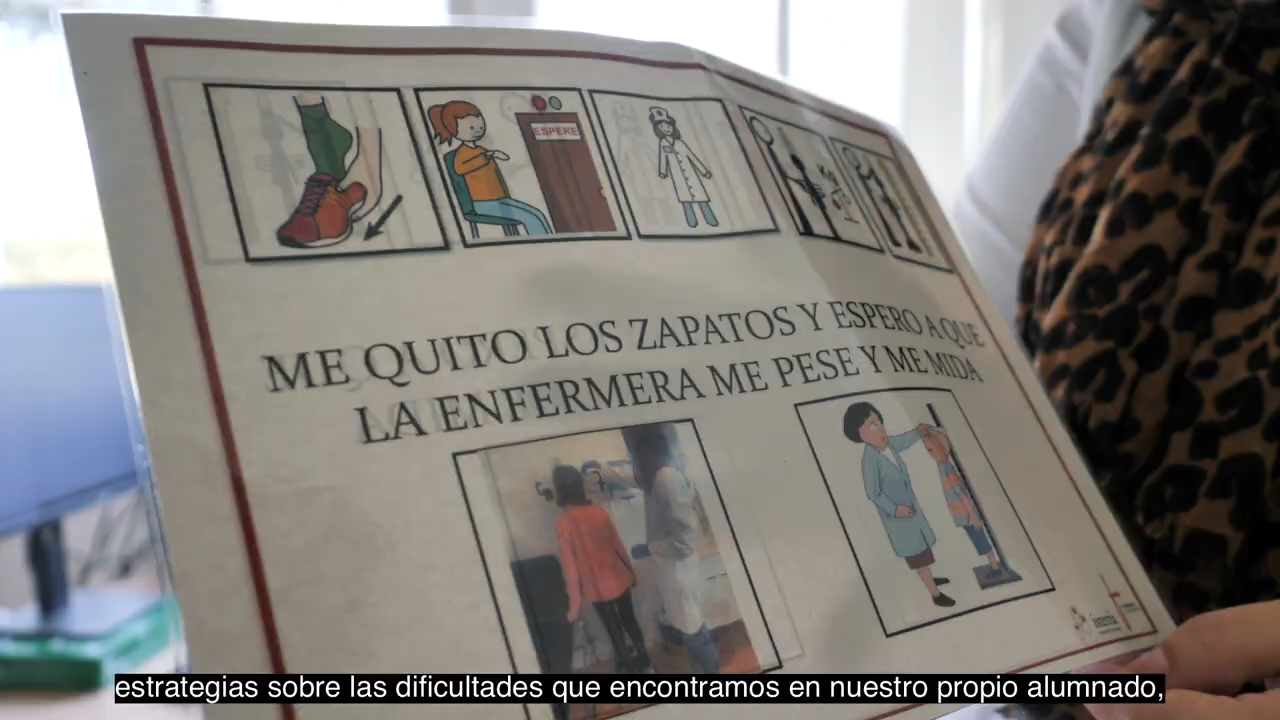 ESPERE
ME QUITO LOS ZAPATOS Y ESPERO A QUE
LA ENFERMERA ME PESE Y ME MIDA
estrategias sobre las dificultades que encontramos en nuestro propio alumnado,